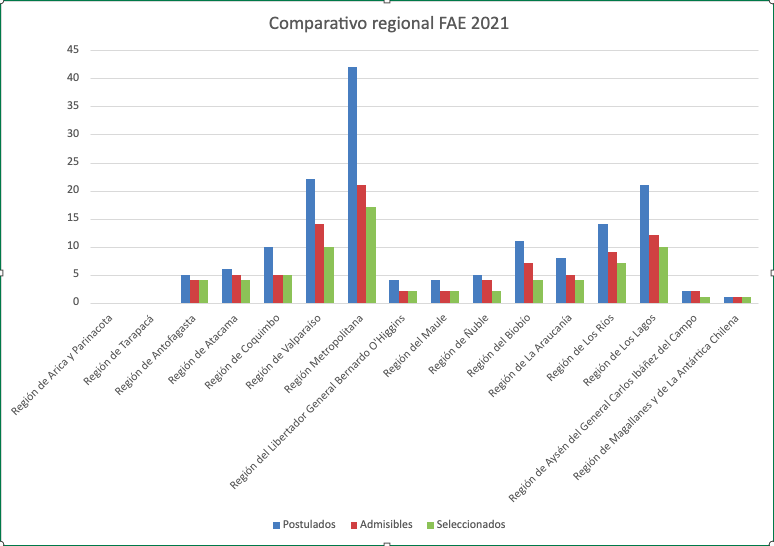 Comparativo regional FAE 2021
45
40
35
30
25
20
15
10
5
0
Región de Arica y Parinacota
Región de Tarapacá
Región de Antofagasta
Región de Atacama
Región de Coquimbo
Región de Valparaíso
Región Metropolitana
Región del Libertador General Bernardo O'Higgins
Región del Maule
Región de Ñuble
Región del Biobío
Región de La Araucanía
Región de Los Ríos
Región de Los Lagos
Región de Aysén del General Carlos Ibáñez del Campo
Región de Magallanes y de La Antártica Chilena
Postulados Admisibles Seleccionados